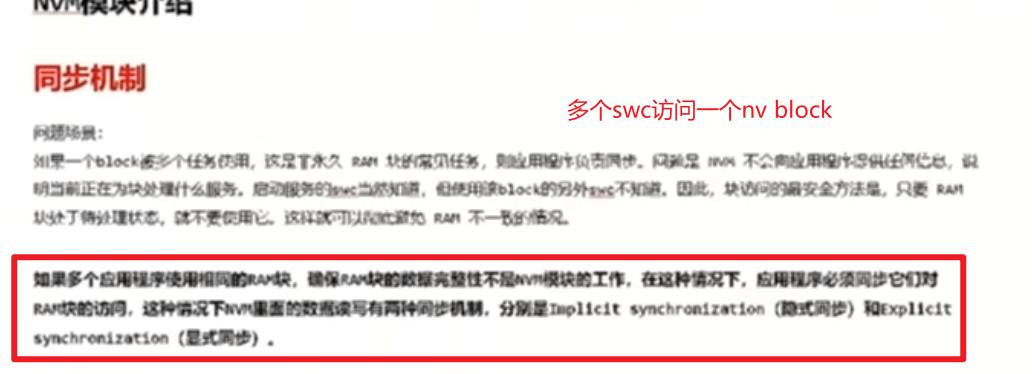 NVM模块介绍
同步机制
多个swc访问一个nv block
问题场景:
如果一个block被多个任务使用，这是非永久 RAM 块的常见任务，则应用程序负责同步。问题是 NVM 不会向应用程序提供任何信息，说
明当前正在为块处理什么服务。启动服务的swc当然知道，但使用该block的另外swc不知道。因此，块访问的最安全方法是，只要 RAM
块处于待处理状态，就不要使用它。这样就可以彻底避免 RAM 不一致的情况。
如果多个应用程序使用相同的RAM块，确保RAM块的数据完整性不是NVM模块的工作，在这种情况下，应用程序必须同步它们对
RAM块的访问，这种情况下NVM里面的数据读写有两种同步机制，分别是Implicit synchronization（隐式同步）和Explicit
synchronization（显式同步）。